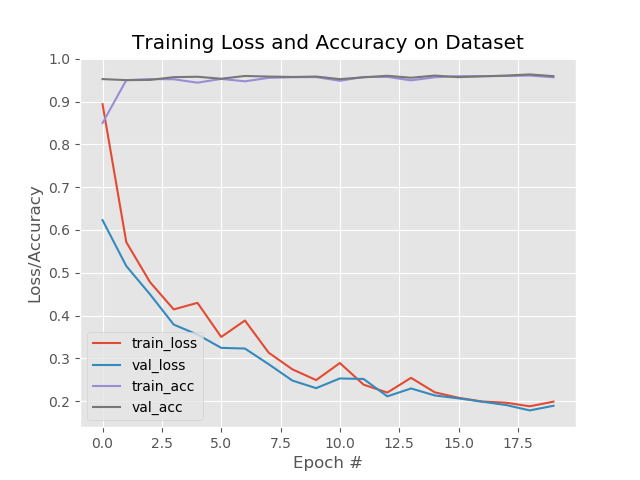 Training Loss and Accuracy on Dataset
1.0
0.9
0.8
0.7
0.6
0.5
0.4
0.3
0.2
Loss/Accuracy
train_loss
val_loss
train_acc
val_acc
0.0 2.5 5.0 7.5 10.0 12.5 15.0 17.5
Epoch #